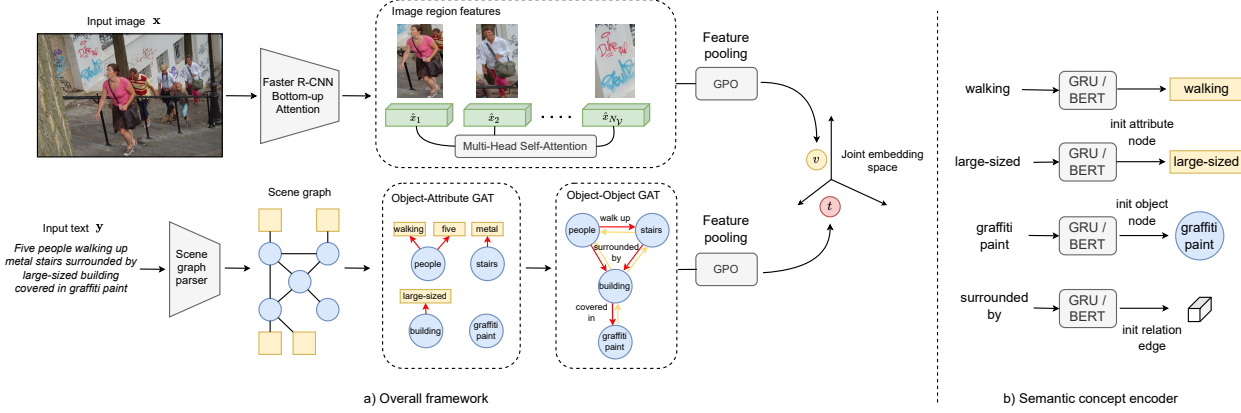 Input image x
Faster R-CNN
Bottom-up
Attention
Image region features
x̂₁
x̂₂
. . . .
x̂_{N_𝒱}
Multi-Head Self-Attention
Feature
pooling
GPO
v
Joint embedding
space
t
Input text y
Five people walking up
metal stairs surrounded by
large-sized building
covered in graffiti paint
Scene
graph
parser
Scene graph
Object-Attribute GAT
walking
five
metal
people
stairs
large-sized
building
graffiti
paint
Object-Object GAT
walk up
people
stairs
surrounded
by
building
covered
in
graffiti
paint
Feature
pooling
GPO
a) Overall framework
walking
GRU /
BERT
walking
large-sized
GRU /
BERT
init attribute
node
large-sized
graffiti
paint
GRU /
BERT
init object
node
graffiti
paint
surrounded
by
GRU /
BERT
init relation
edge
b) Semantic concept encoder